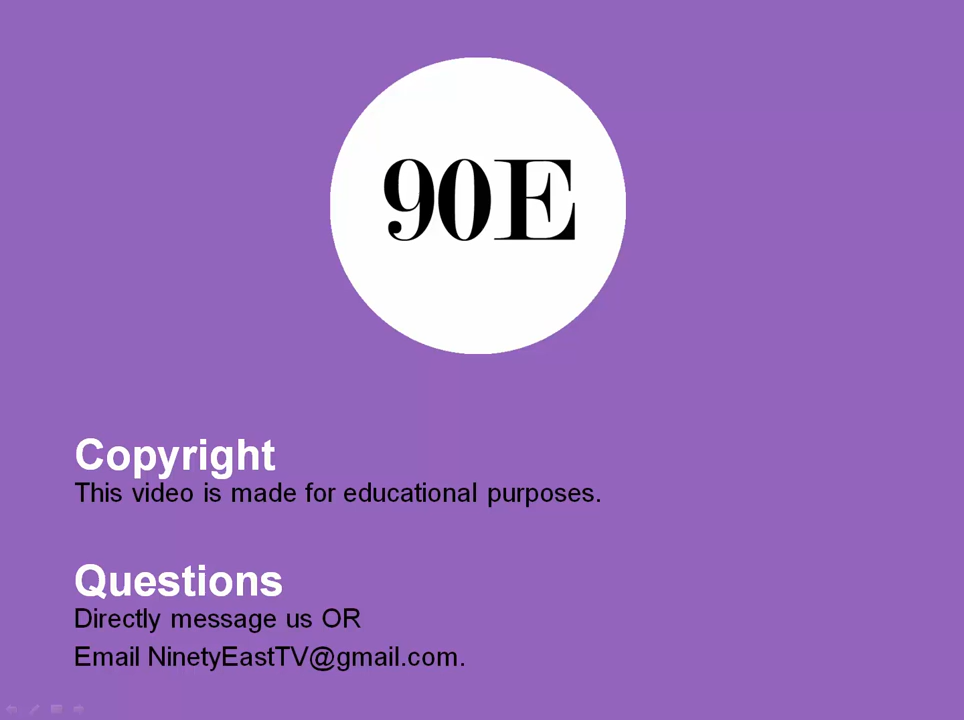 90E
Copyright
This video is made for educational purposes.
Questions
Directly message us OR
Email NinetyEastTV@gmail.com.